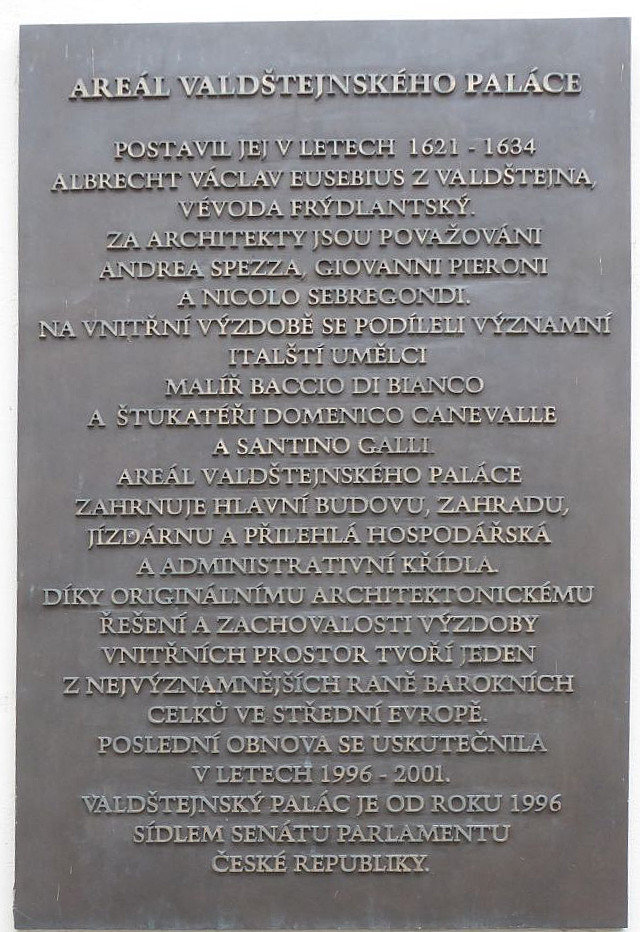 AREÁL VALDŠTEJNSKÉHO PALÁCE
POSTAVIL JEJ V LETECH 1621 - 1634
ALBRECHT VÁCLAV EUSEBIUS Z VALDŠTEJNA,
VÉVODA FRÝDLANTSKÝ.
ZA ARCHITEKTY JSOU POVAŽOVÁNI
ANDREA SPEZZA, GIOVANNI PIERONI
A NICOLO SEBREGONDI.
NA VNITŘNÍ VÝZDOBĚ SE PODÍLELI VÝZNAMNÍ
ITALŠTÍ UMĚLCI
MALÍŘ BACCIO DI BIANCO
A ŠTUKATÉŘI DOMENICO CANEVALLE
A SANTINO GALLI.
AREÁL VALDŠTEJNSKÉHO PALÁCE
ZAHRNUJE HLAVNÍ BUDOVU, ZAHRADU,
JÍZDÁRNU A PŘILEHLÁ HOSPODÁŘSKÁ
A ADMINISTRATIVNÍ KŘÍDLA.
DÍKY ORIGINÁLNÍMU ARCHITEKTONICKÉMU
ŘEŠENÍ A ZACHOVALOSTI VÝZDOBY
VNITŘNÍCH PROSTOR TVOŘÍ JEDEN
Z NEJVÝZNAMNĚJŠÍCH RANĚ BAROKNÍCH
CELKŮ VE STŘEDNÍ EVROPĚ.
POSLEDNÍ OBNOVA SE USKUTEČNILA
V LETECH 1996 - 2001.
VALDŠTEJNSKÝ PALÁC JE OD ROKU 1996
SÍDLEM SENÁTU PARLAMENTU
ČESKÉ REPUBLIKY.